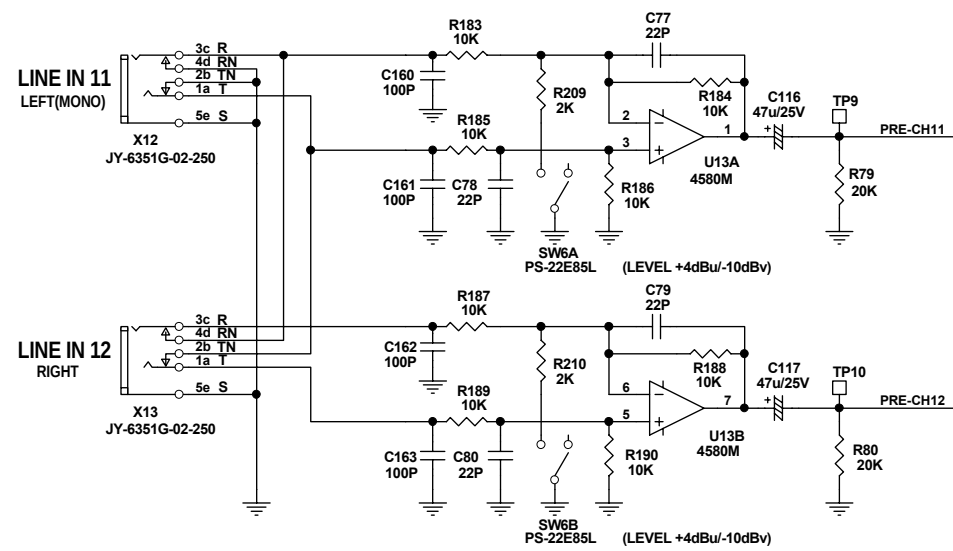 LINE IN 11
LEFT(MONO)
3c R
4d RN
2b TN
1a T
5e S
X12
JY-6351G-02-250
R183
10K
C160
100P
R209
2K
C77
22P
R184
10K
C116
47u/25V
TP9
PRE-CH11
R185
10K
C161
100P
C78
22P
2
3
1
U13A
4580M
R186
10K
R79
20K
SW6A
PS-22E85L
(LEVEL +4dBu/-10dBv)
LINE IN 12
RIGHT
3c R
4d RN
2b TN
1a T
5e S
X13
JY-6351G-02-250
R187
10K
C162
100P
R210
2K
C79
22P
R188
10K
C117
47u/25V
TP10
PRE-CH12
R189
10K
C163
100P
C80
22P
6
5
7
U13B
4580M
R190
10K
R80
20K
SW6B
PS-22E85L
(LEVEL +4dBu/-10dBv)